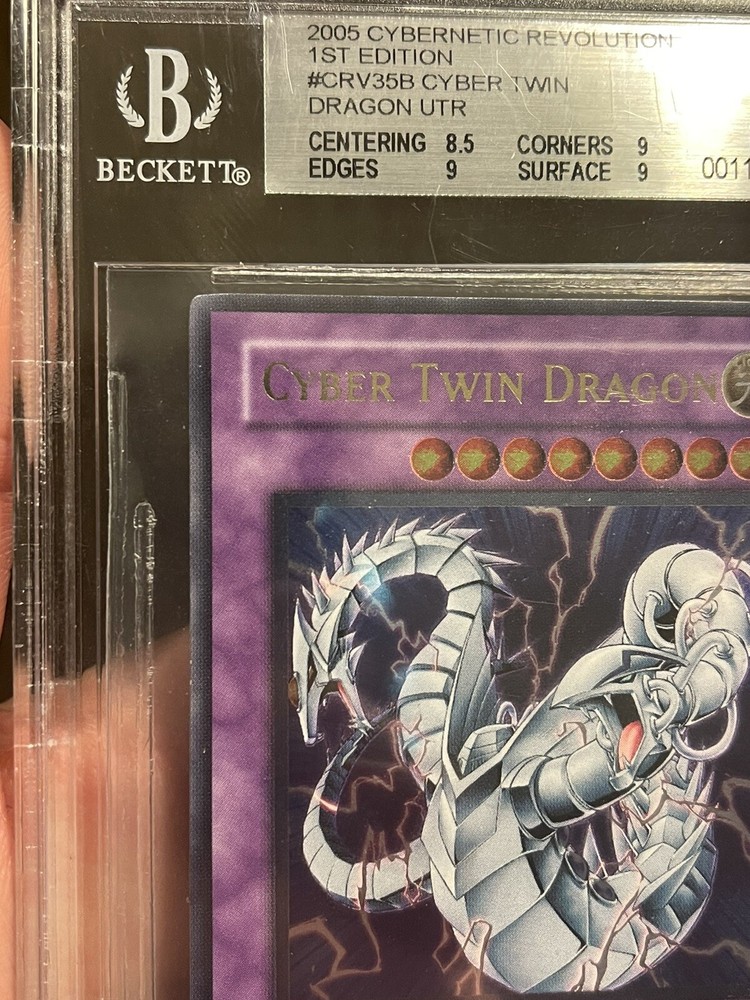 2005 CYBERNETIC REVOLUTION
1ST EDITION
#CRV35B CYBER TWIN
DRAGON UTR
CENTERING 8.5 CORNERS 9
EDGES 9 SURFACE 9 0011
B
BECKETT®
CYBER TWIN DRAGON